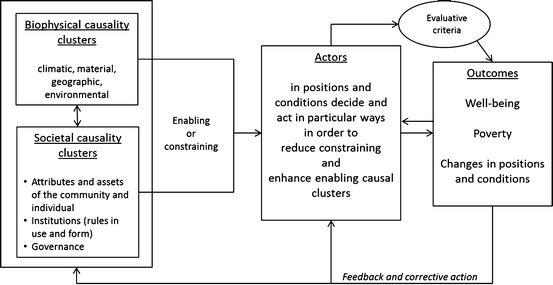 Biophysical causality
clusters
climatic, material,
geographic,
environmental
Societal causality
clusters
• Attributes and assets
of the community and
individual
• Institutions (rules in
use and form)
• Governance
Enabling
or
constraining
Actors
in positions and
conditions decide and
act in particular ways
in order to
reduce constraining
and
enhance enabling causal
clusters
Evaluative
criteria
Outcomes
Well-being
Poverty
Changes in positions
and conditions
Feedback and corrective action